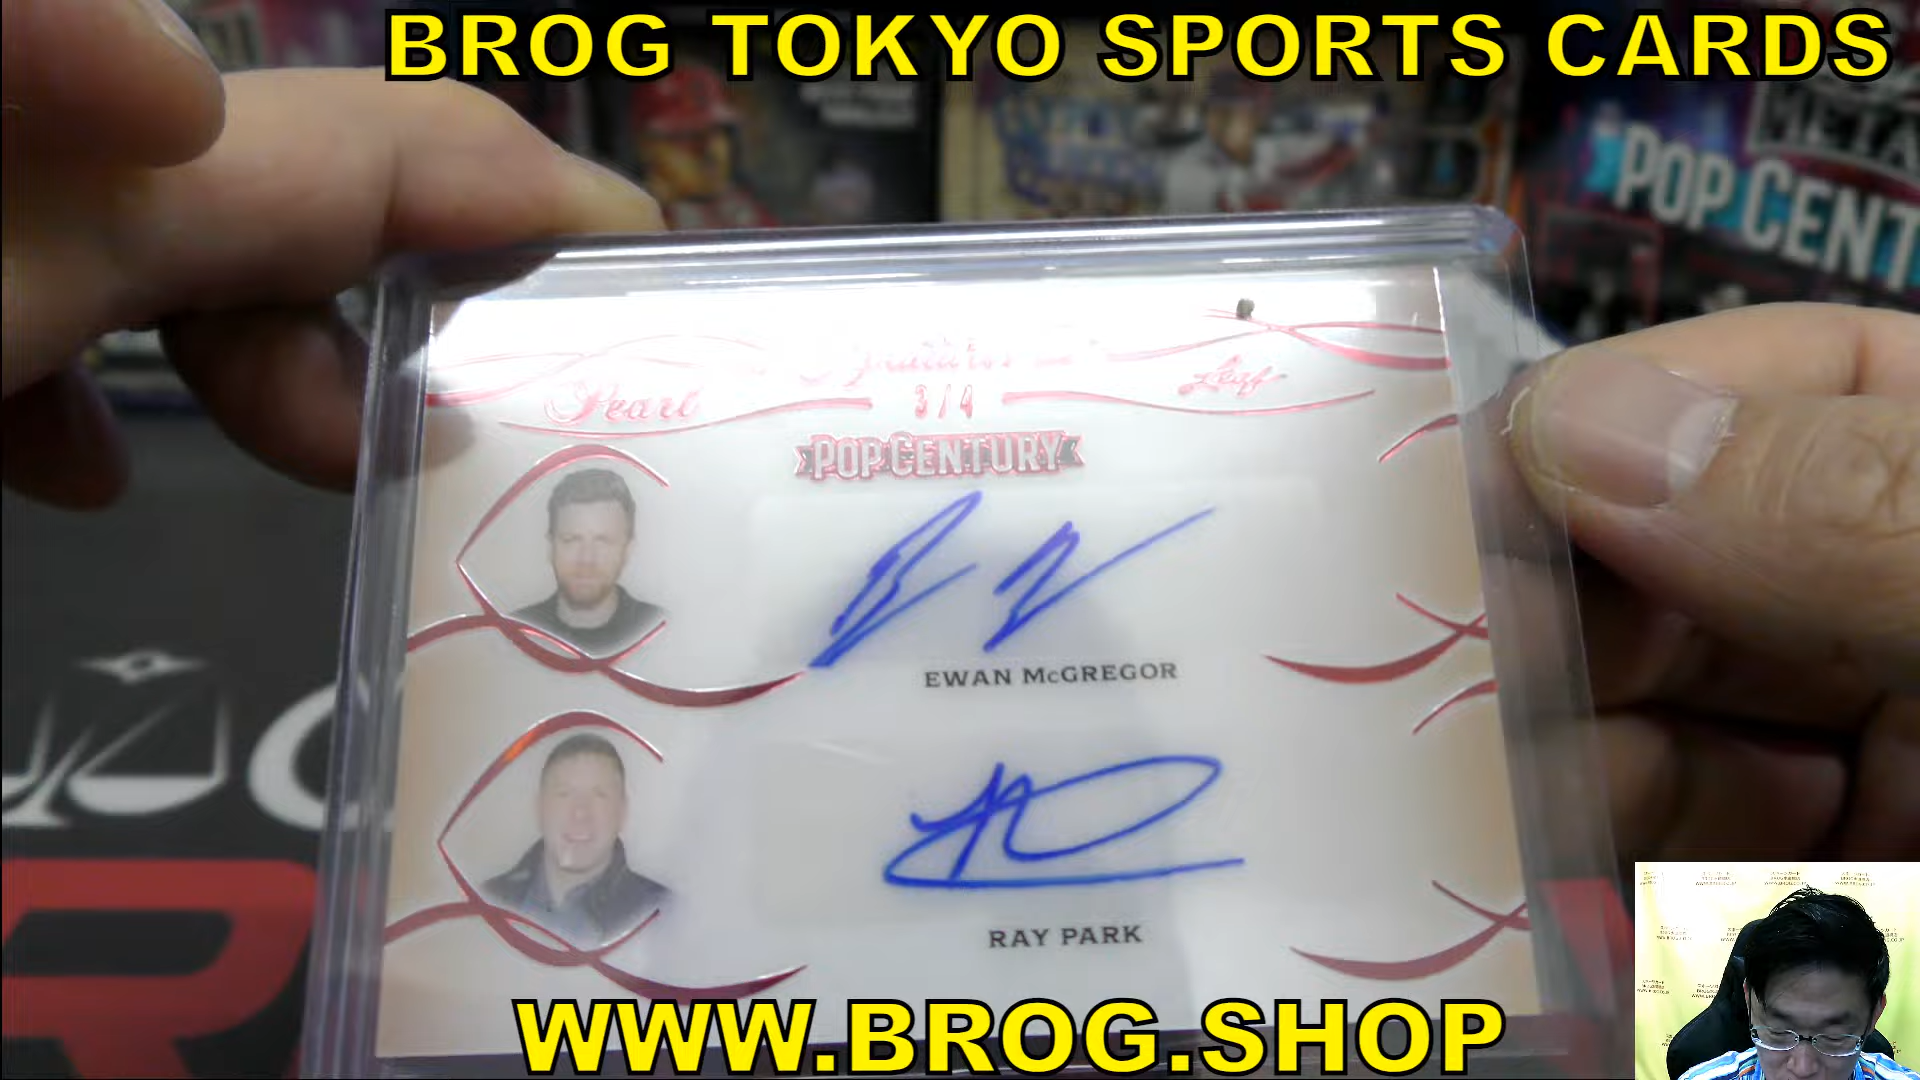 BROG TOKYO SPORTS CARDS
META
POP CENT
Pearl
3/4
Leaf
POP CENTURY
EWAN McGREGOR
RAY PARK
WWW.BROG.SHOP